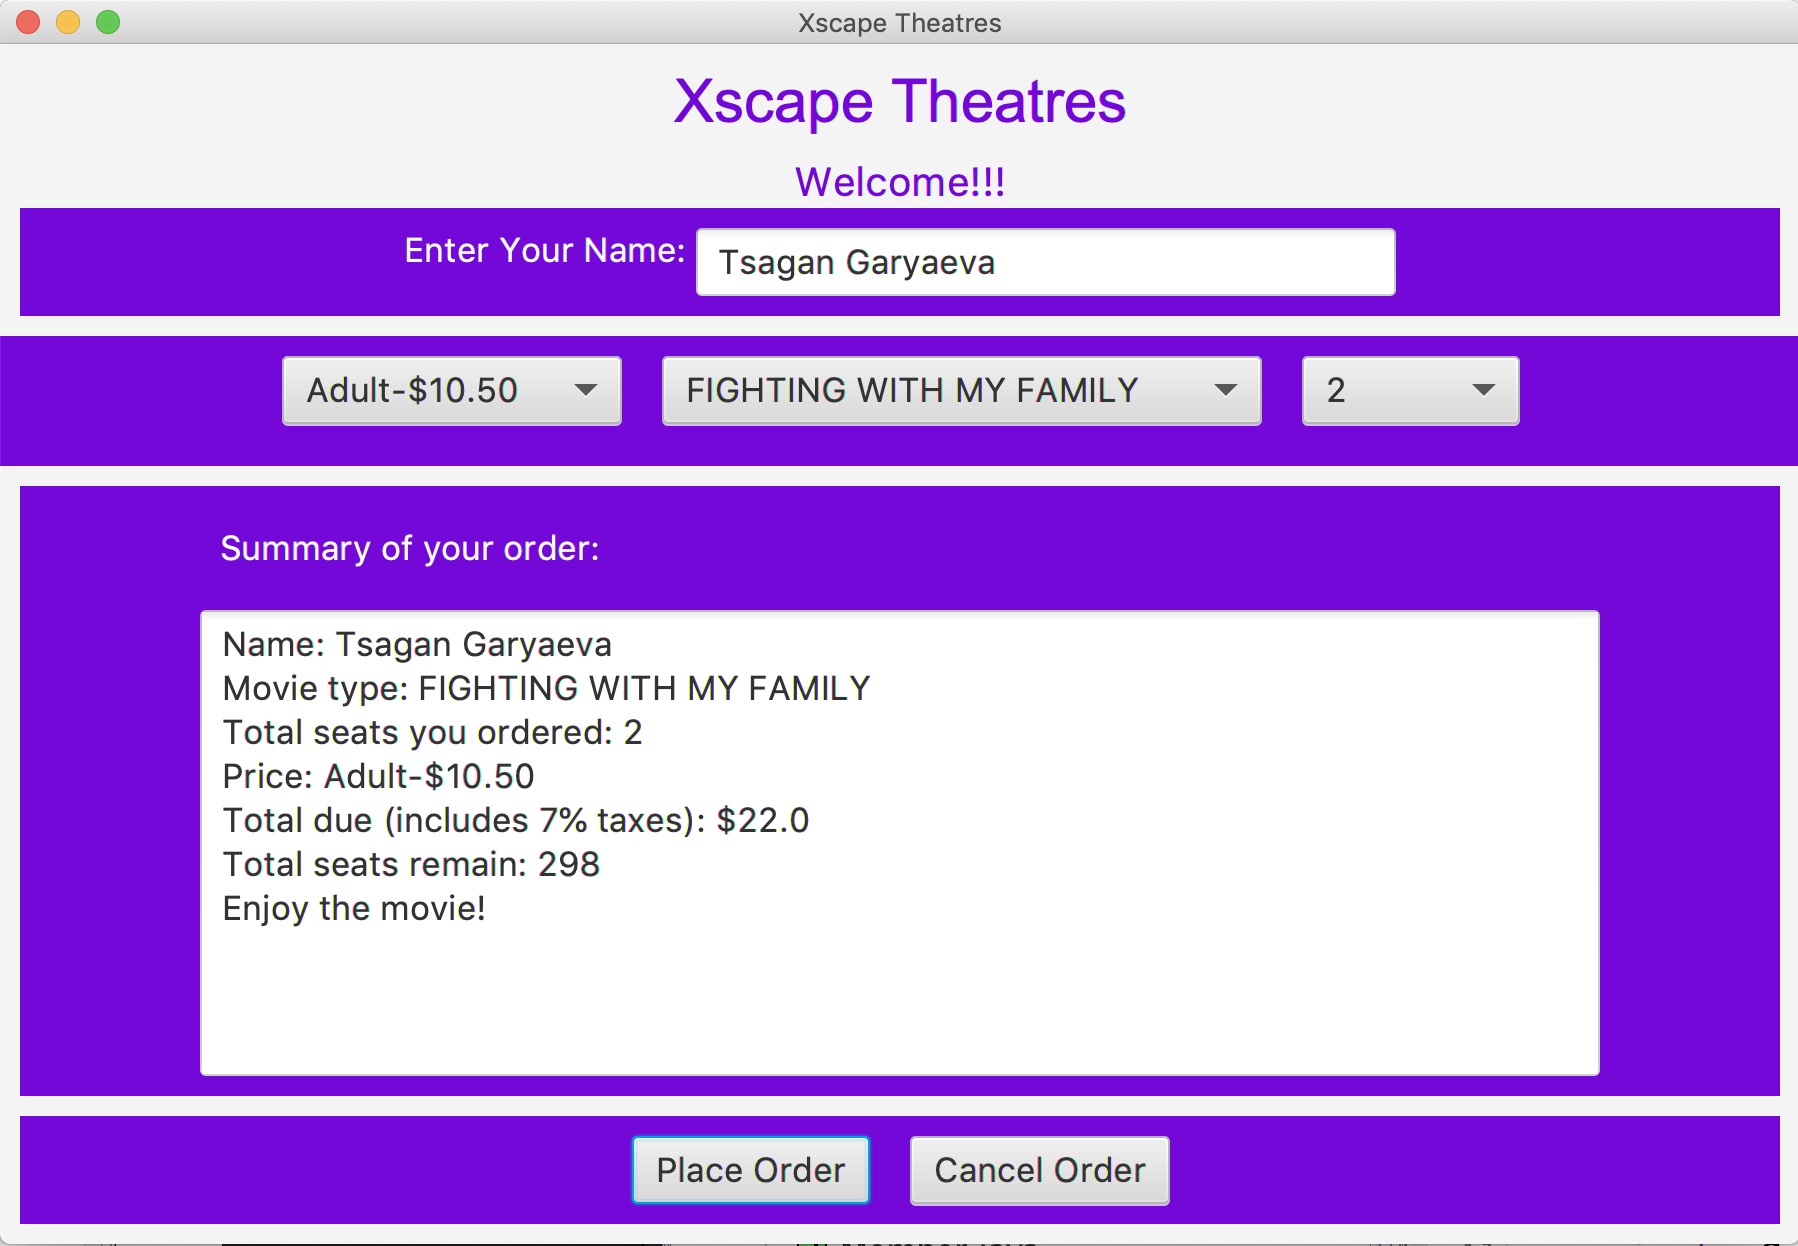 Xscape Theatres
Xscape Theatres
Welcome!!!
Enter Your Name: Tsagan Garyaeva
Adult-$10.50 FIGHTING WITH MY FAMILY 2
Summary of your order:
Name: Tsagan Garyaeva
Movie type: FIGHTING WITH MY FAMILY
Total seats you ordered: 2
Price: Adult-$10.50
Total due (includes 7% taxes): $22.0
Total seats remain: 298
Enjoy the movie!
Place Order Cancel Order